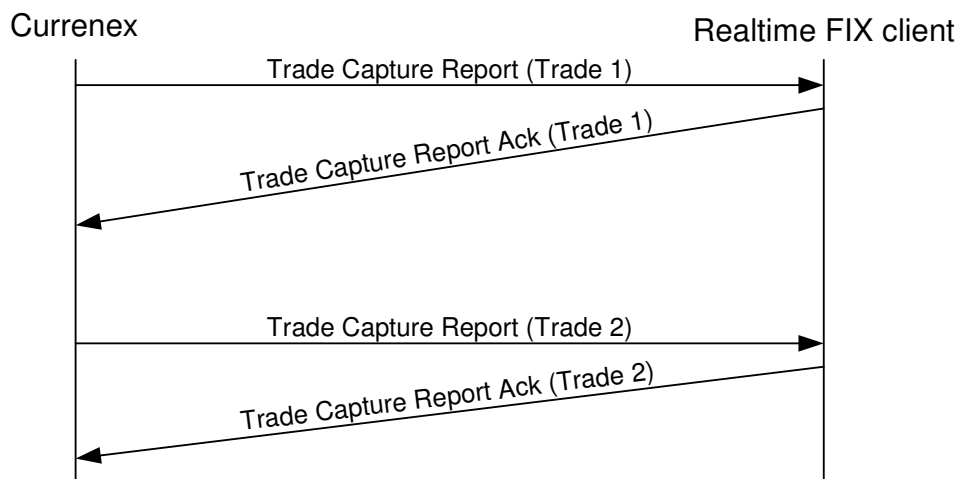 Currenex
Realtime FIX client
Trade Capture Report (Trade 1)
Trade Capture Report Ack (Trade 1)
Trade Capture Report (Trade 2)
Trade Capture Report Ack (Trade 2)